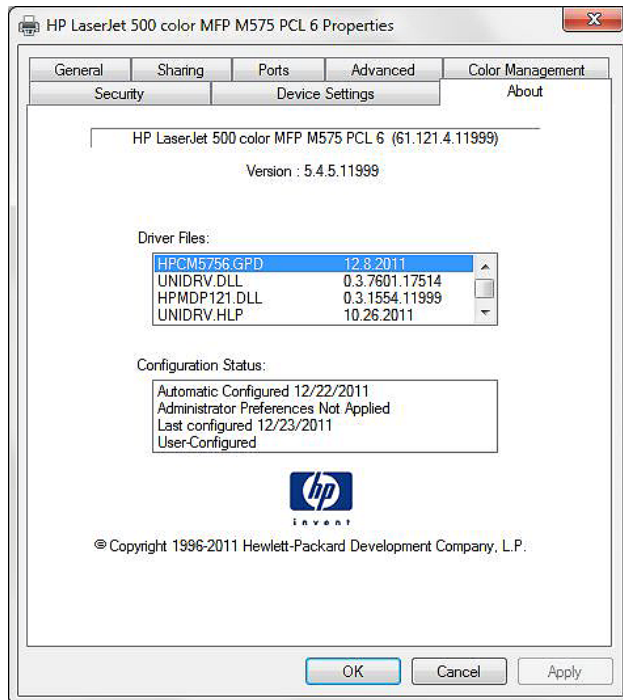 HP LaserJet 500 color MFP M575 PCL 6 Properties
General Sharing Ports Advanced Color Management
Security Device Settings About
HP LaserJet 500 color MFP M575 PCL 6 (61.121.4.11999)
Version : 5.4.5.11999
Driver Files:
HPCM5756.GPD 12.8.2011
UNIDRV.DLL 0.3.7601.17514
HPMDP121.DLL 0.3.1554.11999
UNIDRV.HLP 10.26.2011
Configuration Status:
Automatic Configured 12/22/2011
Administrator Preferences Not Applied
Last configured 12/23/2011
User-Configured
hp
invent
© Copyright 1996-2011 Hewlett-Packard Development Company, L.P.
OK Cancel Apply